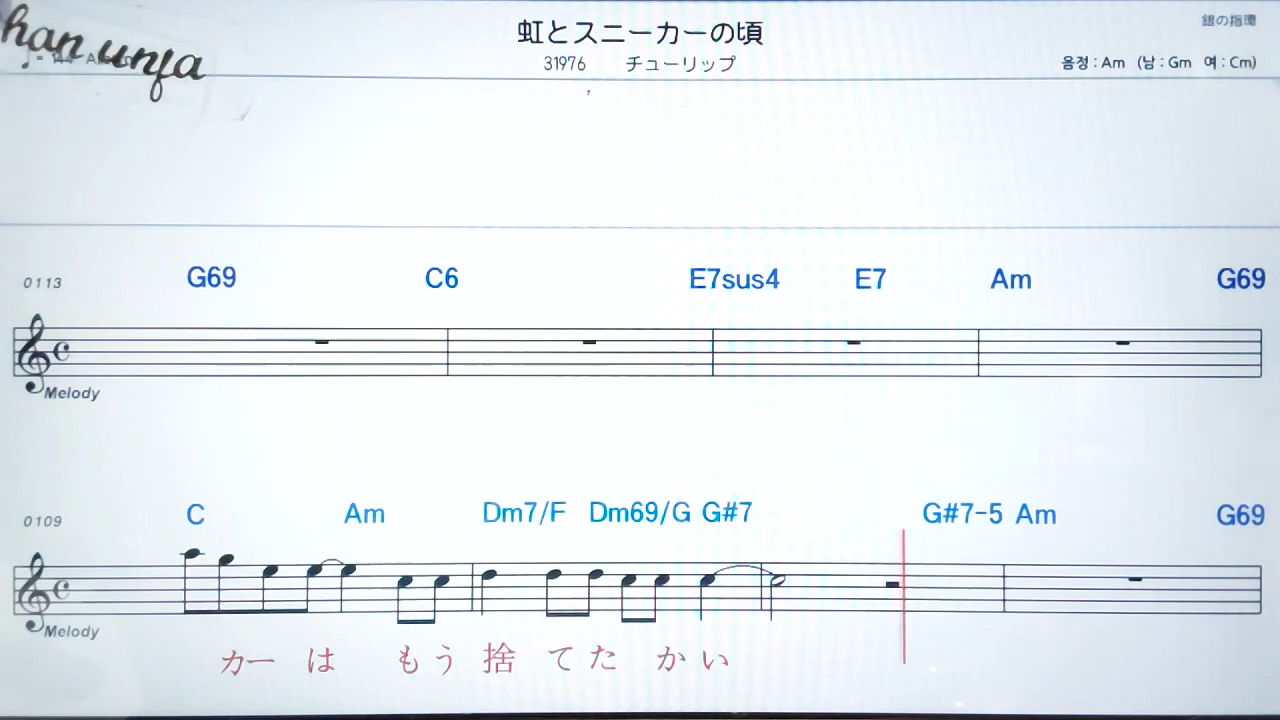 han unfa
虹とスニーカーの頃
銀の指環
31976 チューリップ
음정 : Am (남 : Gm 여 : Cm)
0113 G69 C6 E7sus4 E7 Am G69
Melody
0109 C Am Dm7/F Dm69/G G#7 G#7-5 Am G69
Melody
カー は もう 捨 てた かい